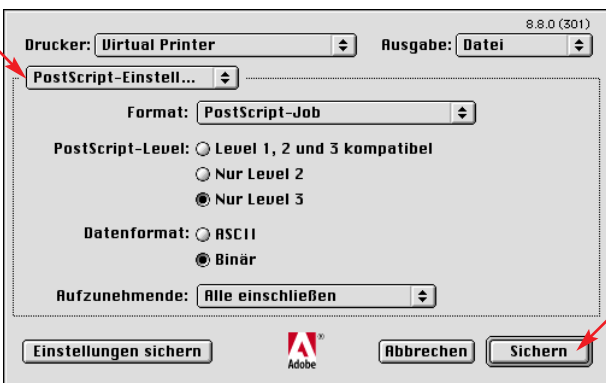 8.8.0 (301)
Drucker: Virtual Printer Ausgabe: Datei
PostScript-Einstell...
Format: PostScript-Job
PostScript-Level: Level 1, 2 und 3 kompatibel
Nur Level 2
Nur Level 3
Datenformat: ASCII
Binär
Aufzunehmende: Alle einschließen
Einstellungen sichern Adobe® Abbrechen Sichern